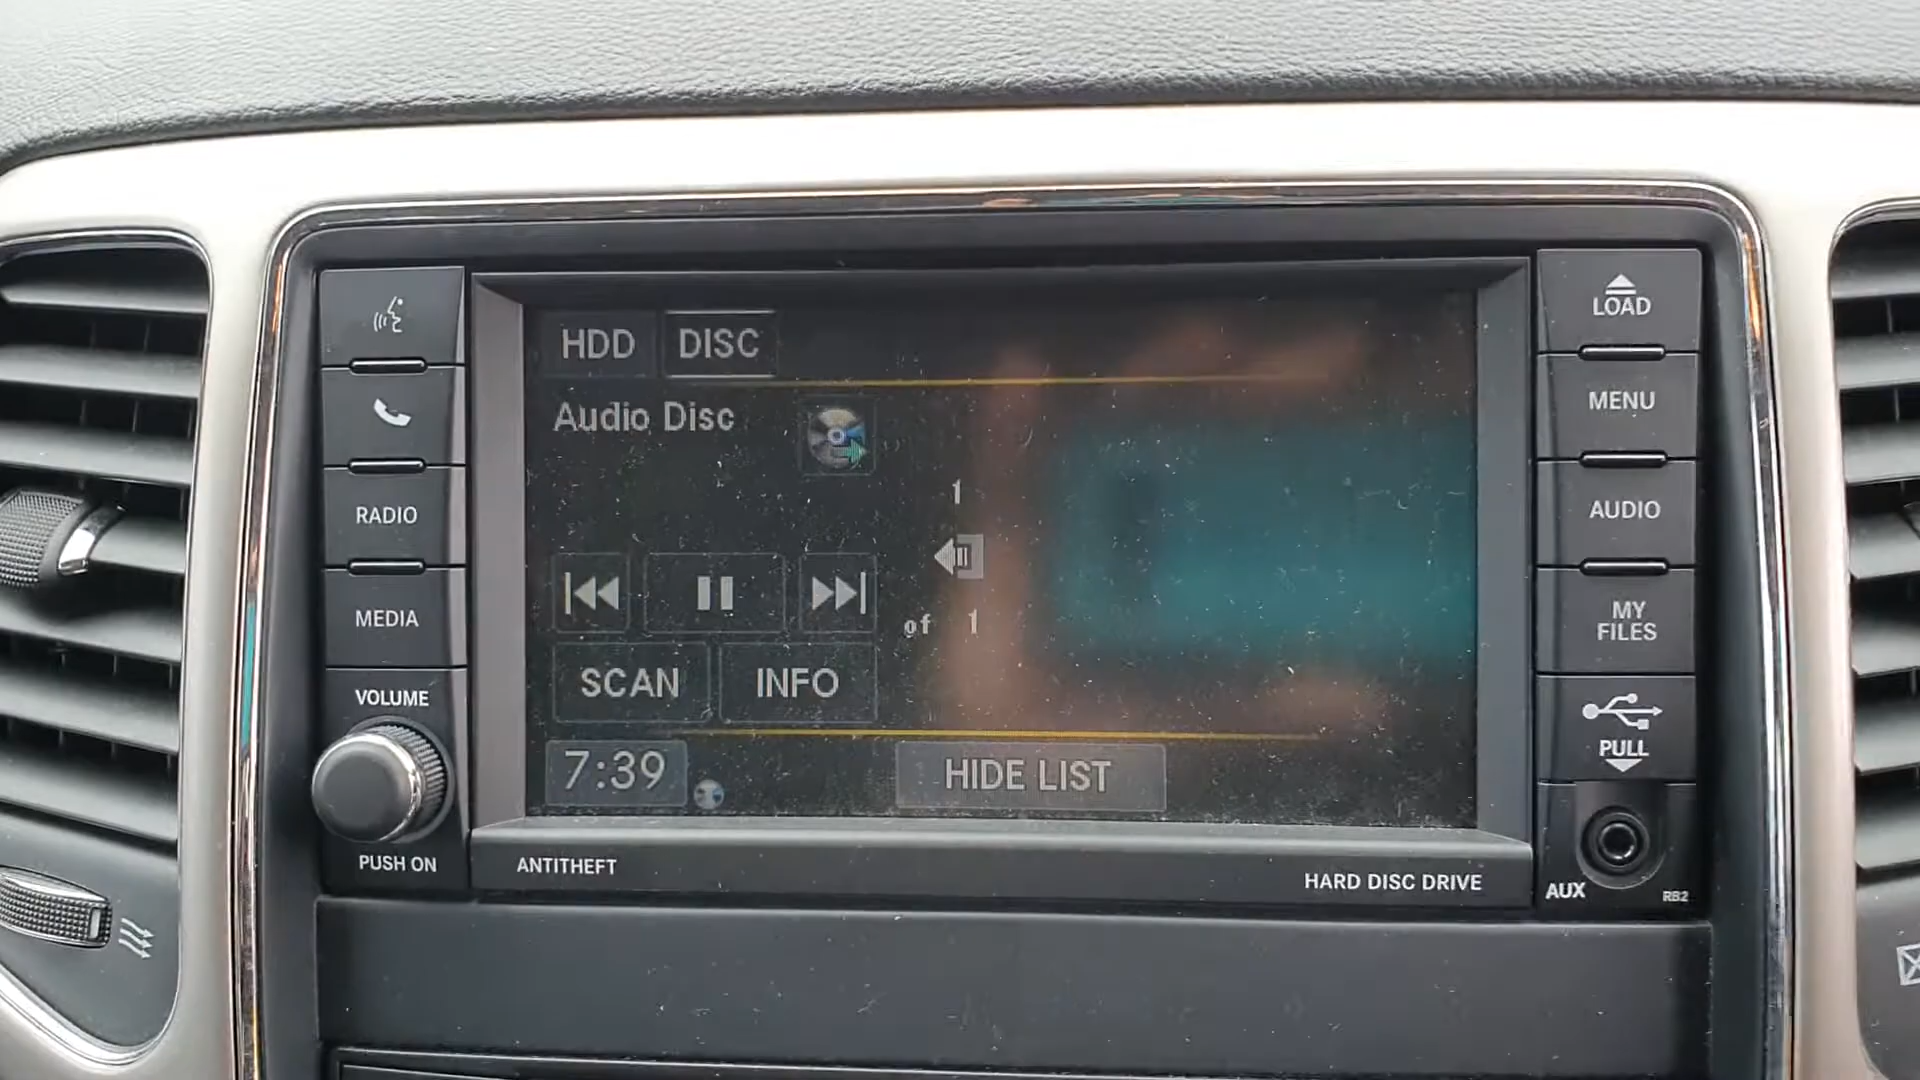 LOAD
HDD DISC
MENU
Audio Disc
1
AUDIO
RADIO
of 1
MY
FILES
MEDIA
SCAN INFO
VOLUME
PULL
7:39
HIDE LIST
PUSH ON
ANTITHEFT
HARD DISC DRIVE
AUX
RB2